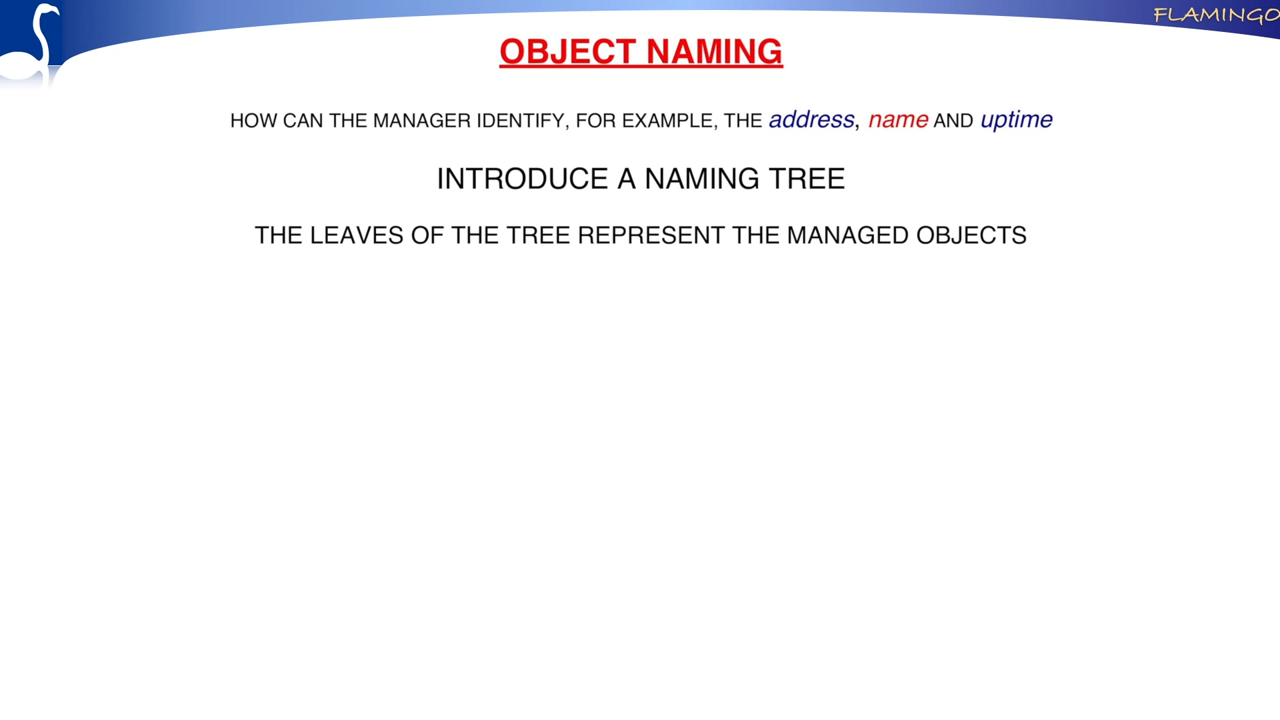 FLAMINGO
OBJECT NAMING
HOW CAN THE MANAGER IDENTIFY, FOR EXAMPLE, THE address, name AND uptime
INTRODUCE A NAMING TREE
THE LEAVES OF THE TREE REPRESENT THE MANAGED OBJECTS